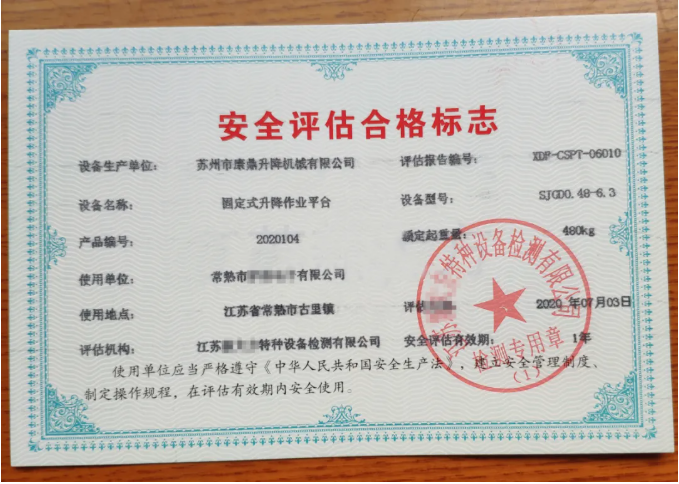 安全评估合格标志
设备生产单位： 苏州市康鼎升降机械有限公司 评估报告编号： XDF-CSPT-06010
设备名称： 固定式升降作业平台 设备型号： SJGD0.48-6.3
产品编号： 2020104 额定起重量： 480kg
使用单位： 常熟市 有限公司
使用地点： 江苏省常熟市古里镇 评估 2020年07月03日
评估机构： 江苏 特种设备检测有限公司 安全评估有效期： 1年
使用单位应当严格遵守《中华人民共和国安全生产法》，建立安全管理制度、
制定操作规程，在评估有效期内安全使用。
特种设备检测有限公司
检测专用章
（1）